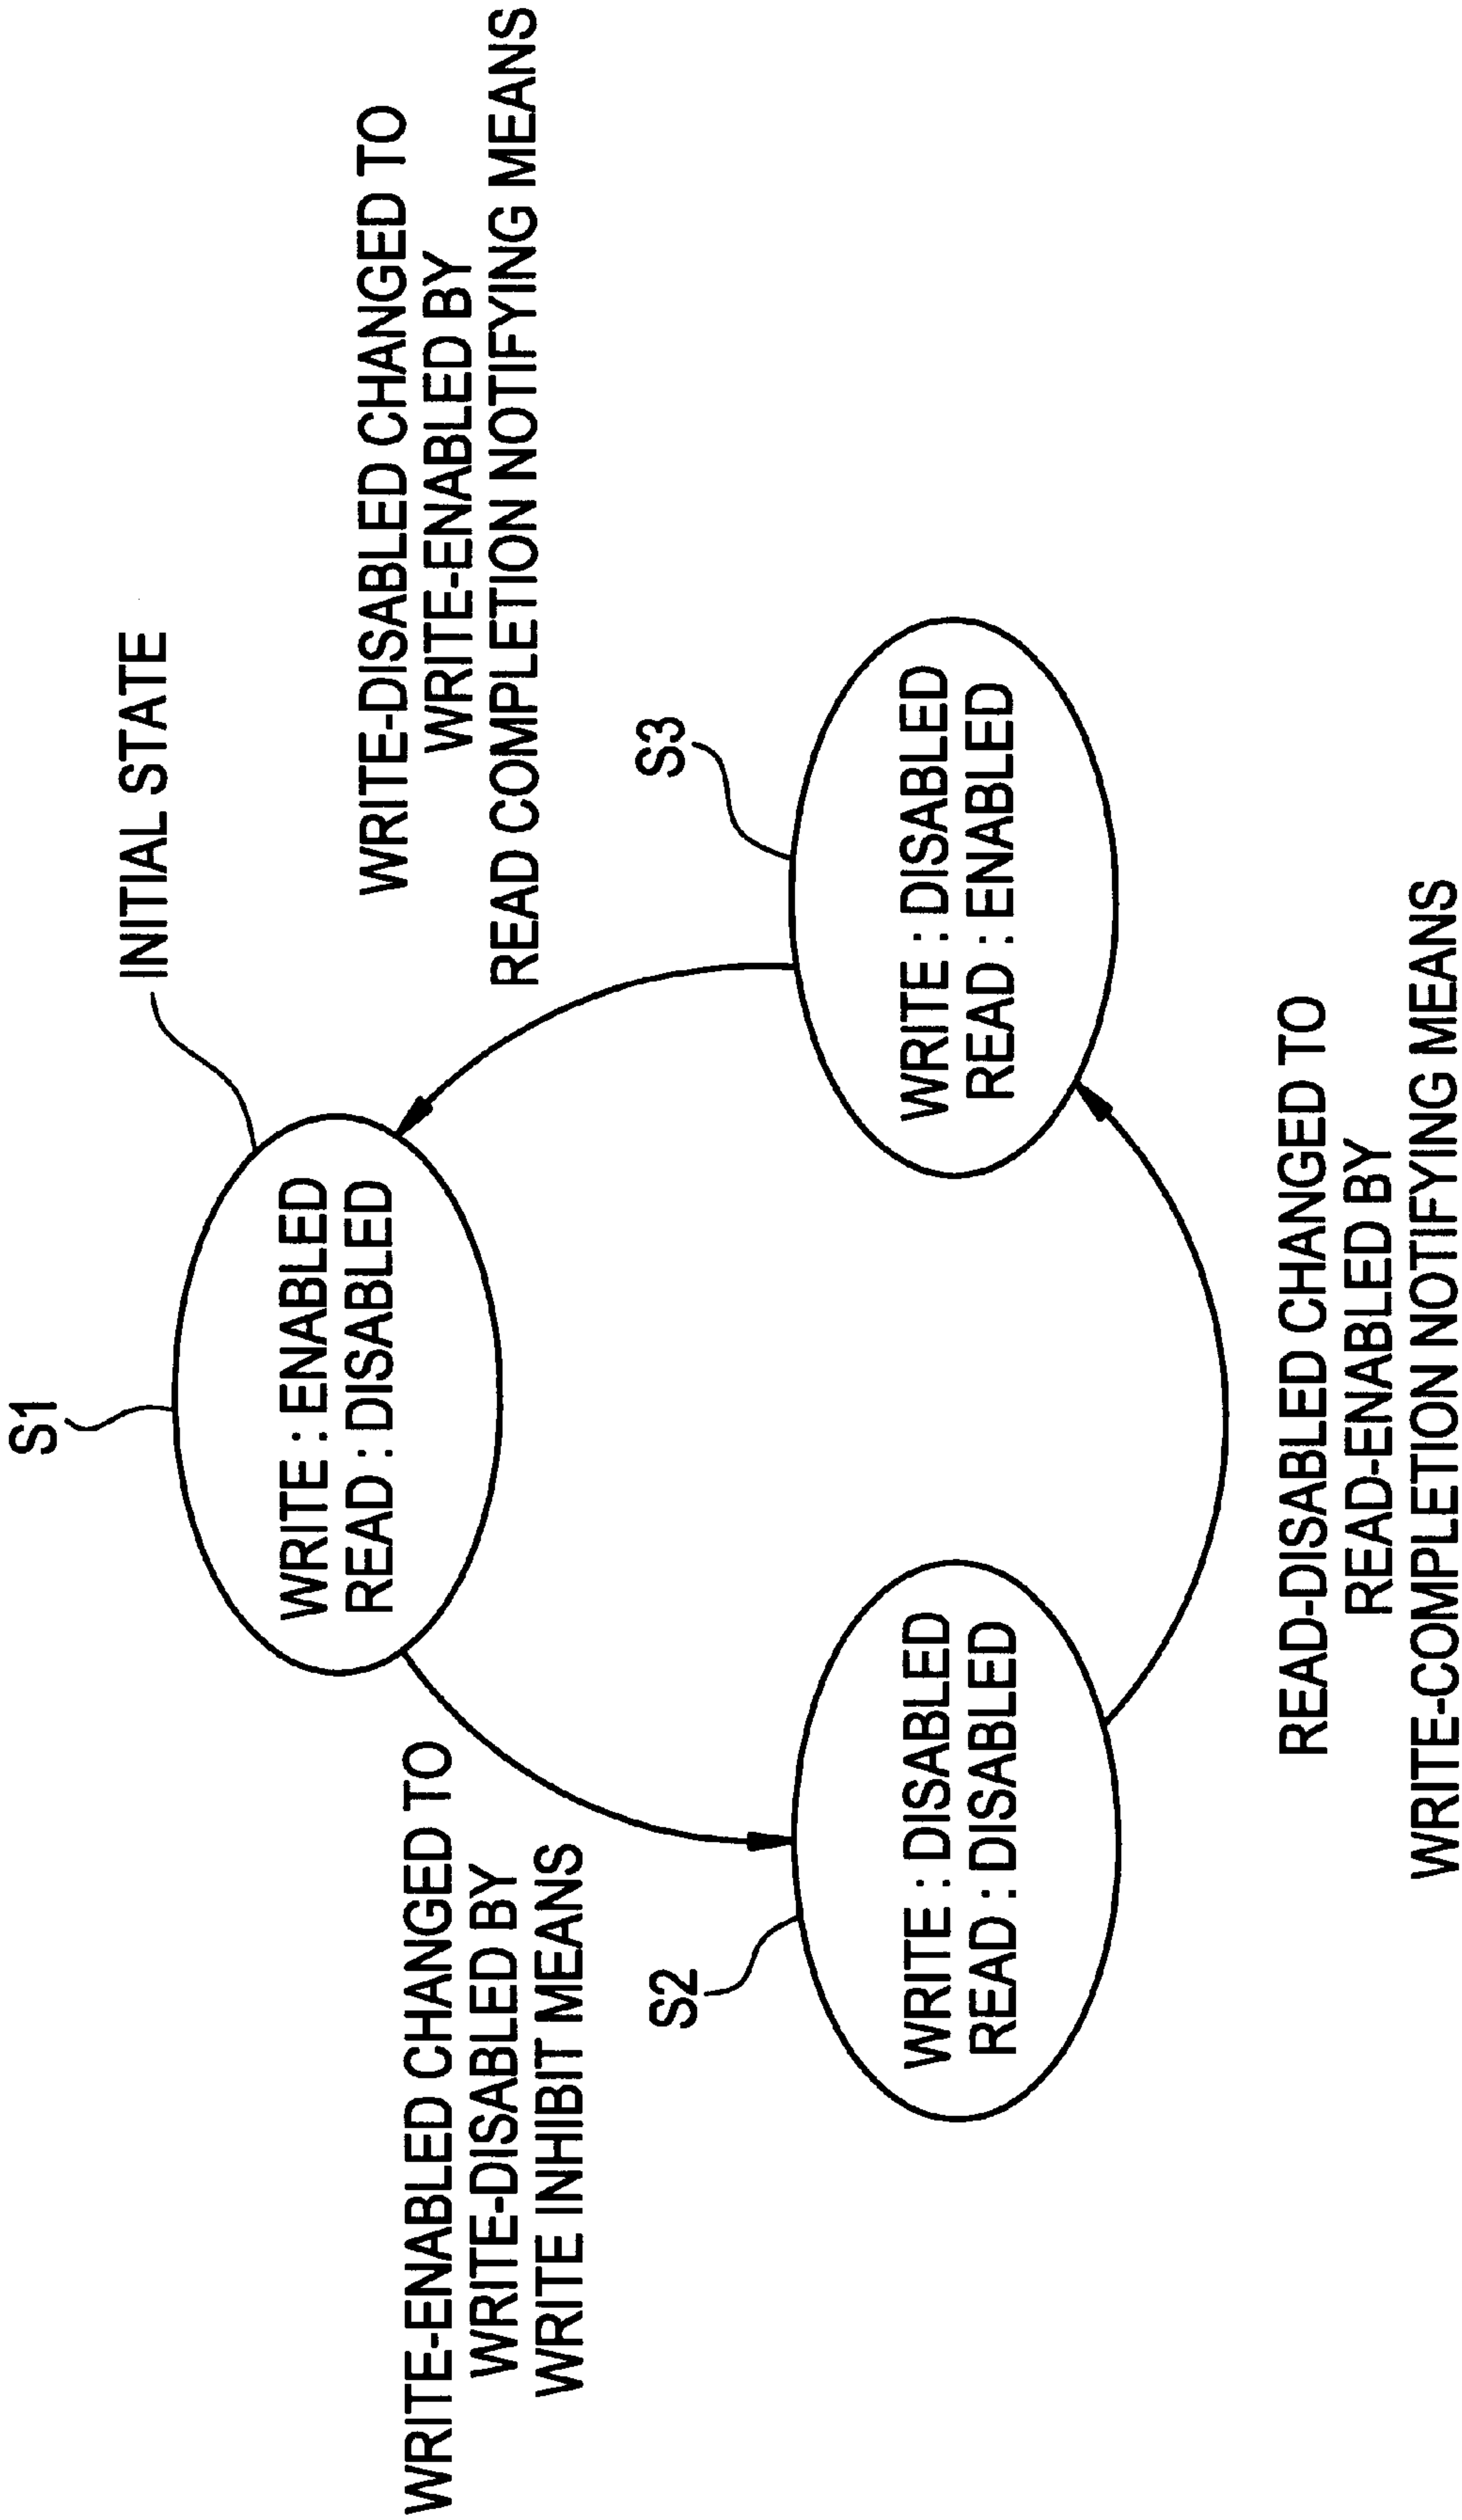 S1
INITIAL STATE
WRITE : ENABLED
READ : DISABLED
WRITE-ENABLED CHANGED TO
WRITE-DISABLED BY
WRITE INHIBIT MEANS
WRITE-DISABLED CHANGED TO
WRITE-ENABLED BY
READ COMPLETION NOTIFYING MEANS
S2
S3
WRITE : DISABLED
READ : DISABLED
WRITE : DISABLED
READ : ENABLED
READ-DISABLED CHANGED TO
READ-ENABLED BY
WRITE-COMPLETION NOTIFYING MEANS